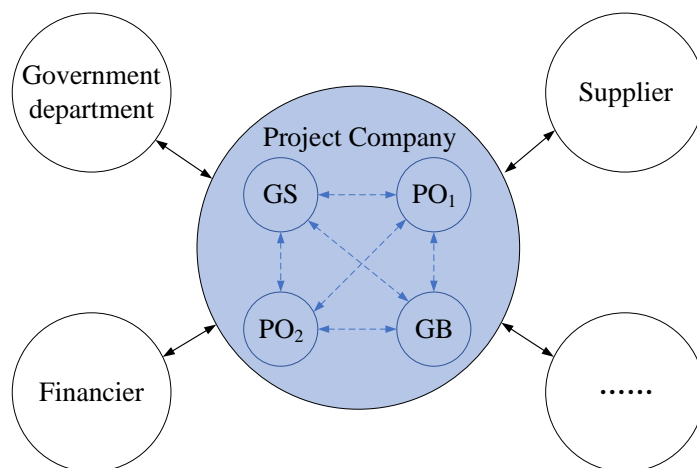 Government
department
Supplier
Project Company
GS
PO₁
PO₂
GB
Financier
......